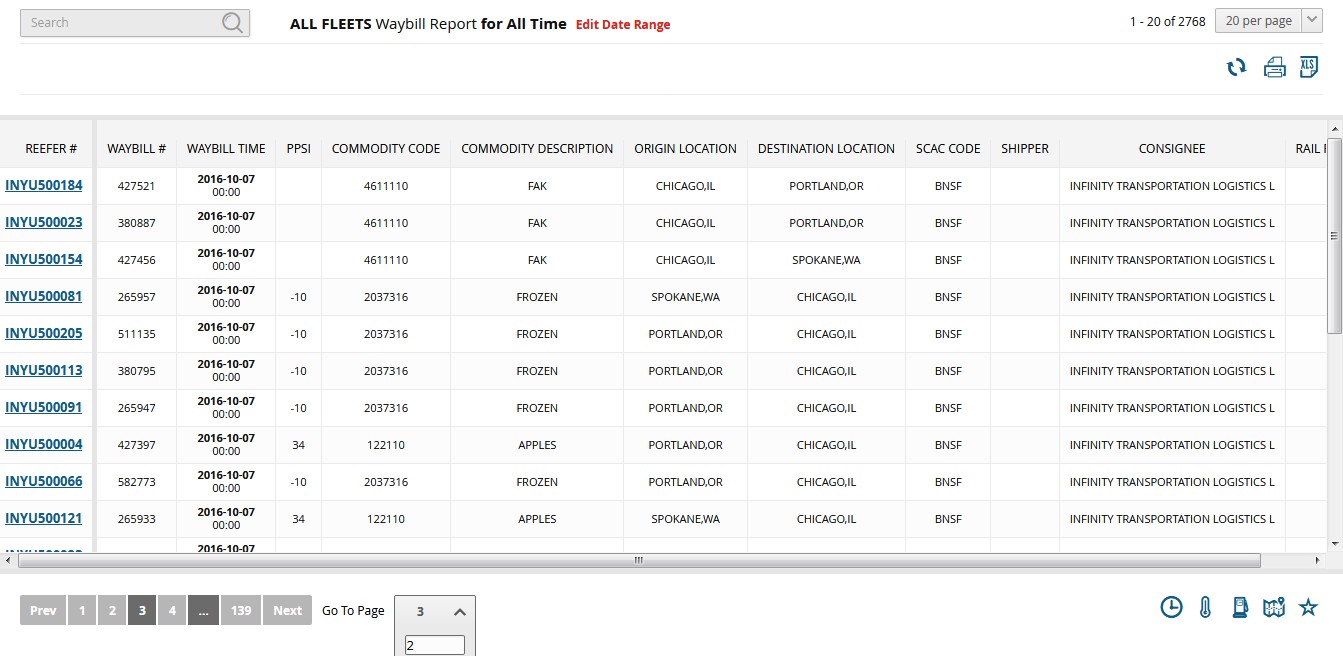 Search
ALL FLEETS Waybill Report for All Time Edit Date Range
1 - 20 of 2768 20 per page
XLS
REEFER # WAYBILL # WAYBILL TIME PPSI COMMODITY CODE COMMODITY DESCRIPTION ORIGIN LOCATION DESTINATION LOCATION SCAC CODE SHIPPER CONSIGNEE RAIL
INYU500184 427521 2016-10-07 00:00 4611110 FAK CHICAGO,IL PORTLAND,OR BNSF INFINITY TRANSPORTATION LOGISTICS L
INYU500023 380887 2016-10-07 00:00 4611110 FAK CHICAGO,IL PORTLAND,OR BNSF INFINITY TRANSPORTATION LOGISTICS L
INYU500154 427456 2016-10-07 00:00 4611110 FAK CHICAGO,IL SPOKANE,WA BNSF INFINITY TRANSPORTATION LOGISTICS L
INYU500081 265957 2016-10-07 00:00 -10 2037316 FROZEN SPOKANE,WA CHICAGO,IL BNSF INFINITY TRANSPORTATION LOGISTICS L
INYU500205 511135 2016-10-07 00:00 -10 2037316 FROZEN PORTLAND,OR CHICAGO,IL BNSF INFINITY TRANSPORTATION LOGISTICS L
INYU500113 380795 2016-10-07 00:00 -10 2037316 FROZEN PORTLAND,OR CHICAGO,IL BNSF INFINITY TRANSPORTATION LOGISTICS L
INYU500091 265947 2016-10-07 00:00 -10 2037316 FROZEN PORTLAND,OR CHICAGO,IL BNSF INFINITY TRANSPORTATION LOGISTICS L
INYU500004 427397 2016-10-07 00:00 34 122110 APPLES PORTLAND,OR CHICAGO,IL BNSF INFINITY TRANSPORTATION LOGISTICS L
INYU500066 582773 2016-10-07 00:00 -10 2037316 FROZEN PORTLAND,OR CHICAGO,IL BNSF INFINITY TRANSPORTATION LOGISTICS L
INYU500121 265933 2016-10-07 00:00 34 122110 APPLES SPOKANE,WA CHICAGO,IL BNSF INFINITY TRANSPORTATION LOGISTICS L
2016-10-07
Prev 1 2 3 4 ... 139 Next Go To Page 3
2